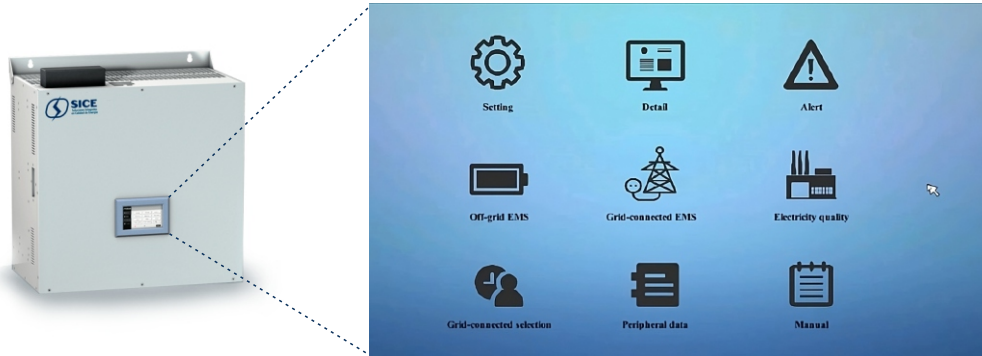 SICE
Setting
Detail
Alert
Off-grid EMS
Grid-connected EMS
Electricity quality
Grid-connected selection
Peripheral data
Manual